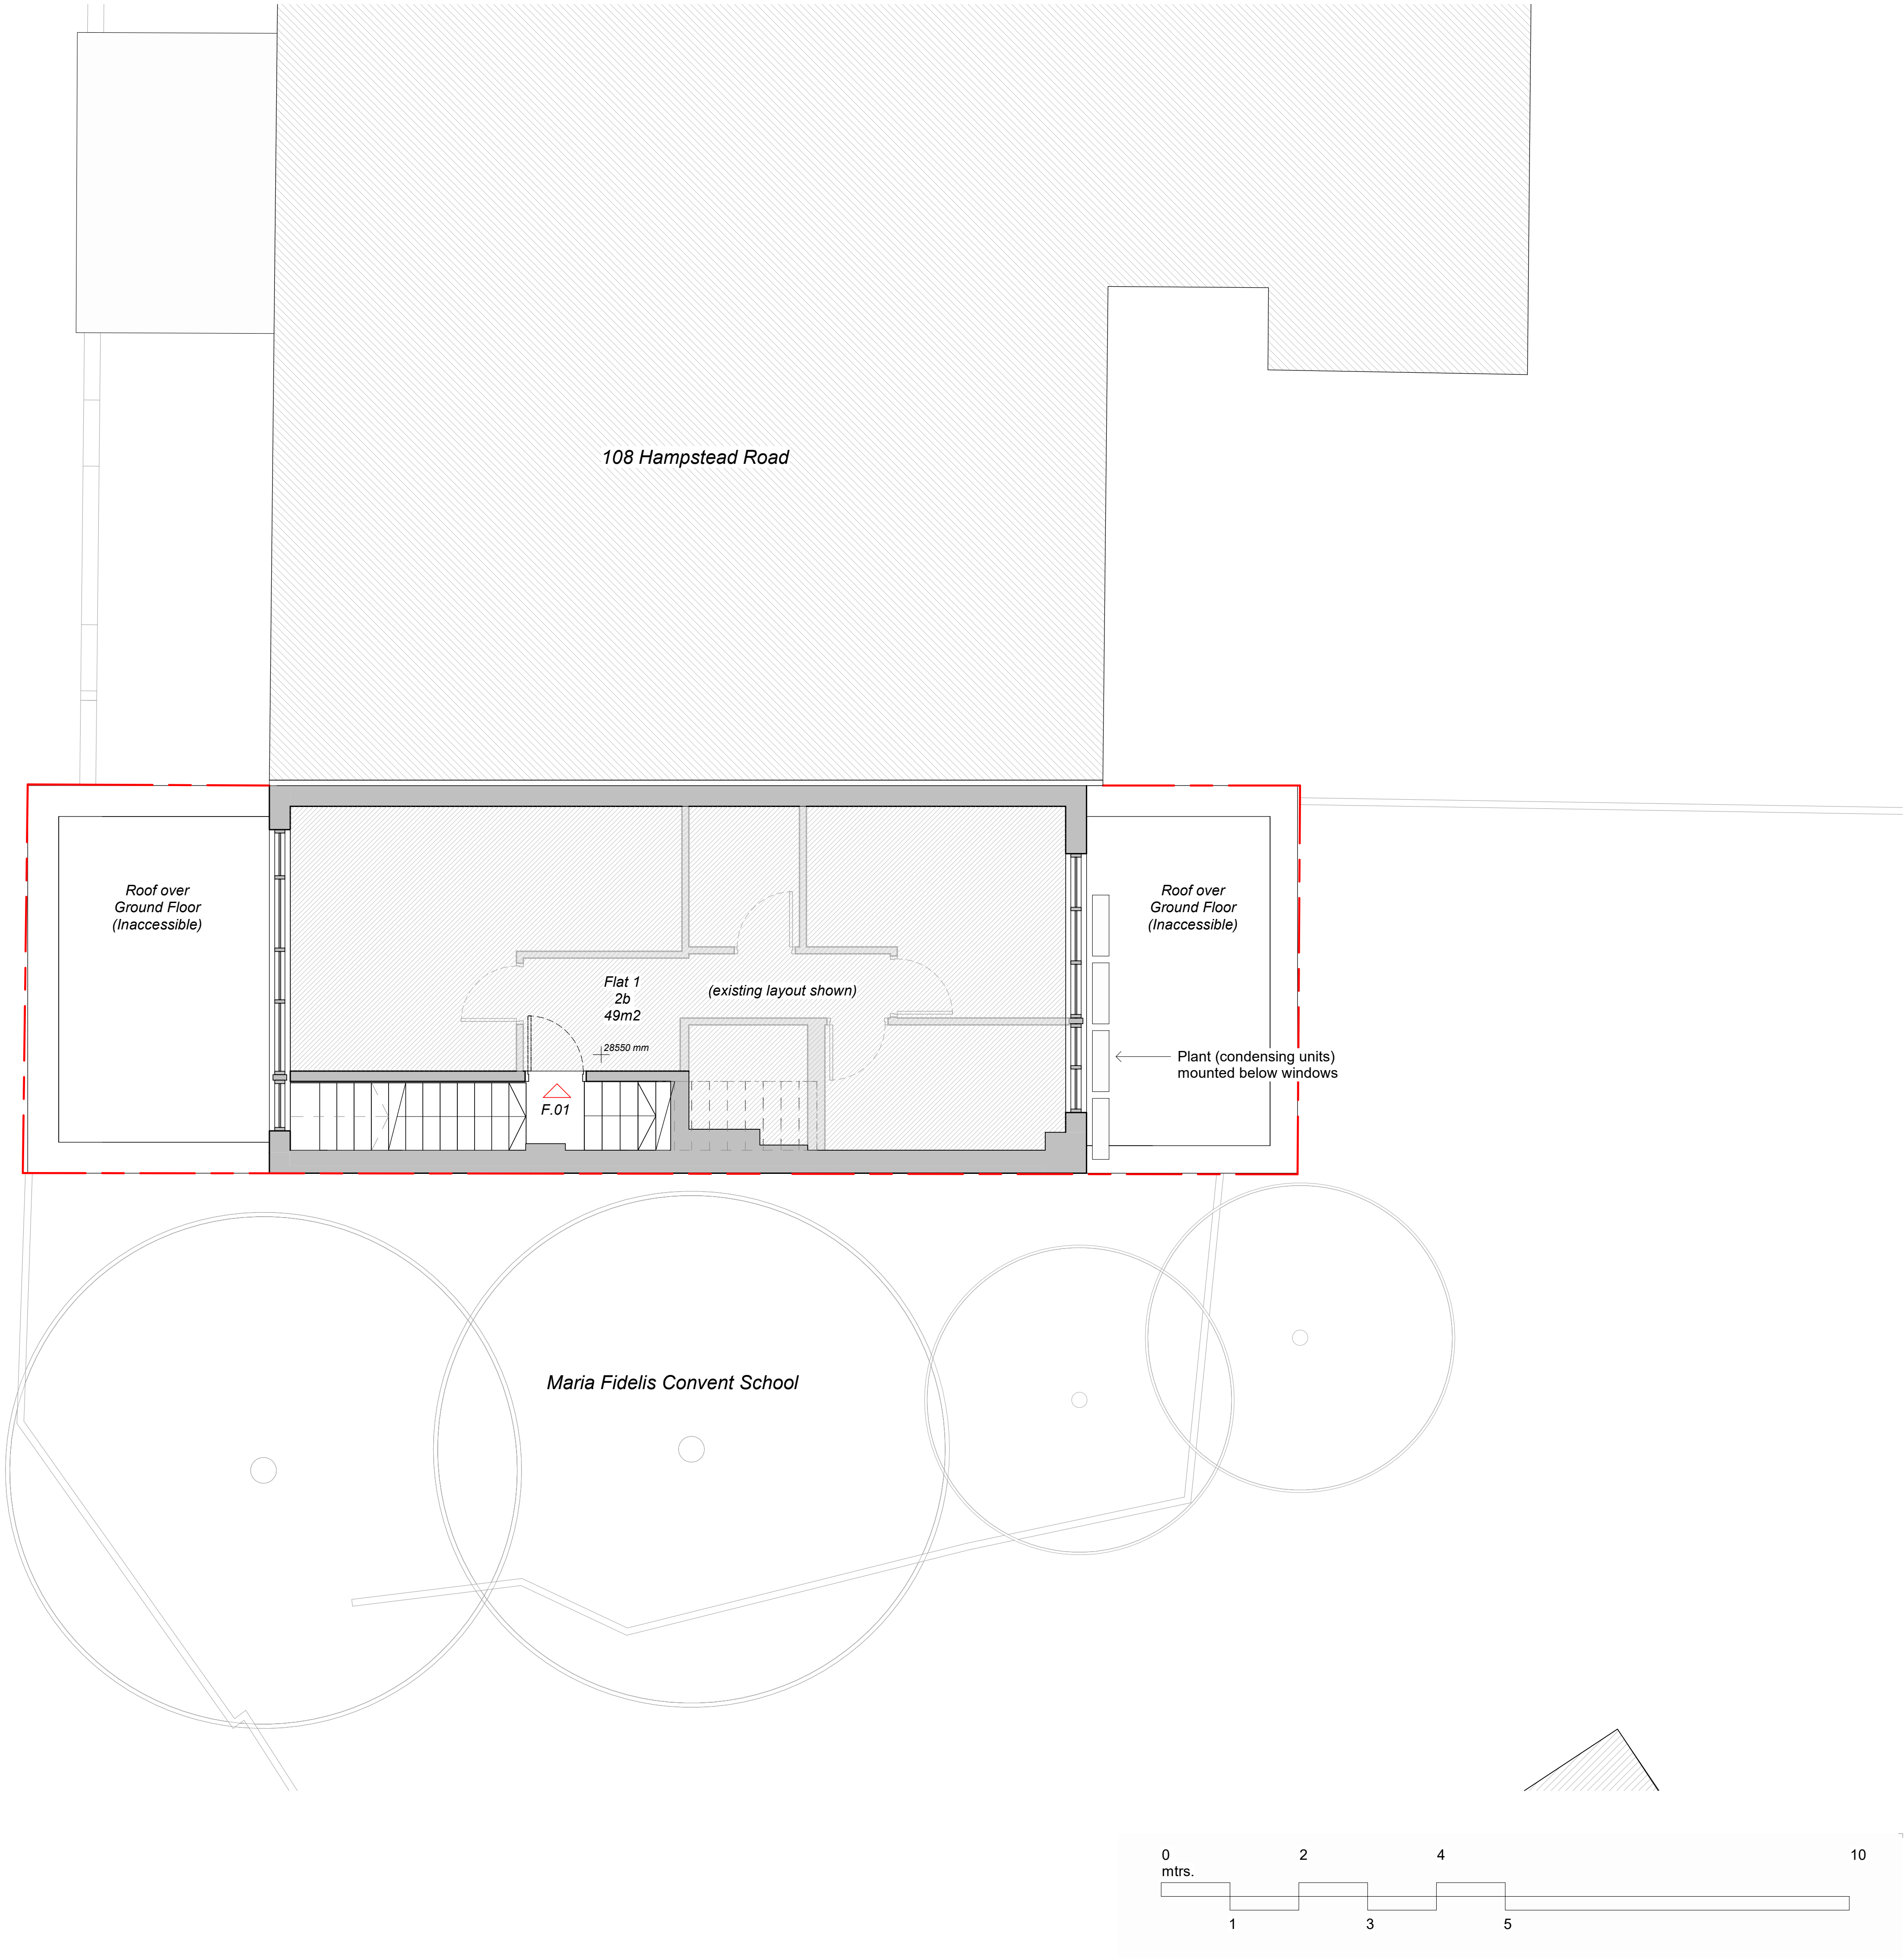 108 Hampstead Road
Roof over
Ground Floor
(Inaccessible)
Roof over
Ground Floor
(Inaccessible)
Flat 1
2b
49m2
(existing layout shown)
28550 mm
Plant (condensing units)
mounted below windows
F.01
Maria Fidelis Convent School
0 2 4 10
mtrs.
1 3 5